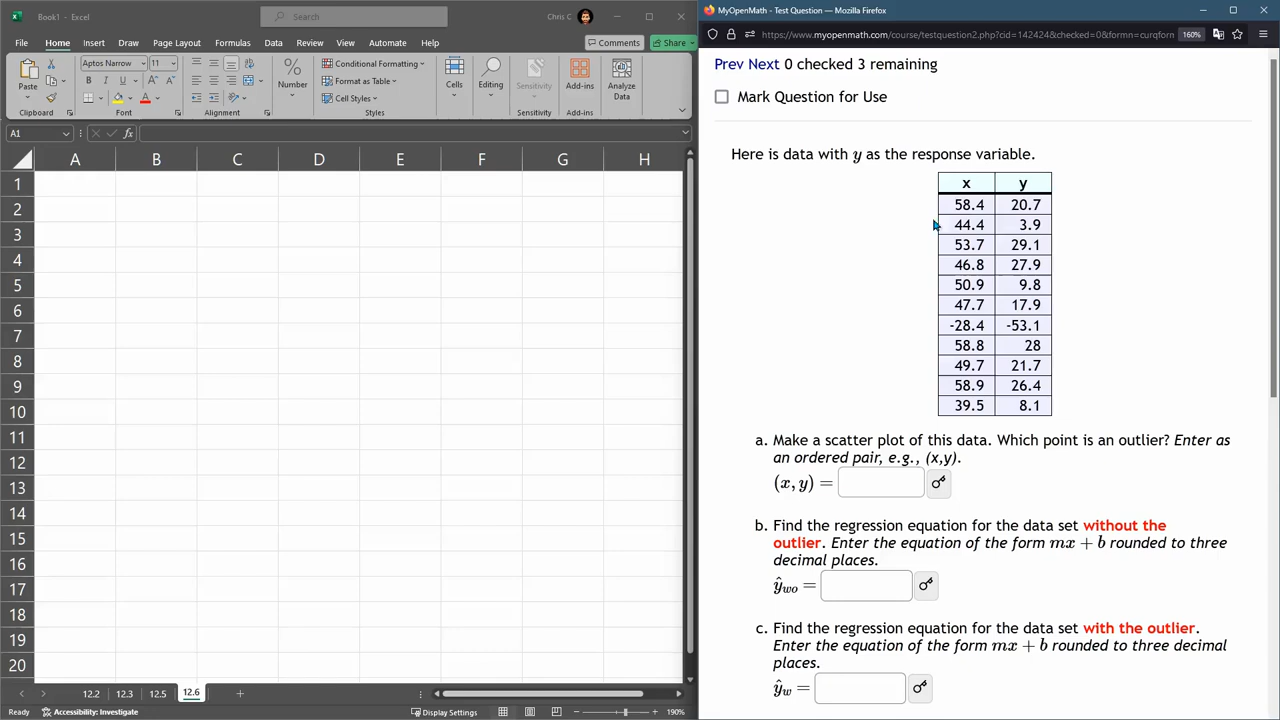 Book1 - Excel
Search
Chris C
File Home Insert Draw Page Layout Formulas Data Review View Automate Help
Comments Share
Paste
Clipboard
Aptos Narrow 11
B I U
Font
Alignment
Number
Conditional Formatting
Format as Table
Cell Styles
Styles
Cells
Editing
Sensitivity
Sensitivity
Add-ins
Add-ins
Analyze Data
A1 fx
A B C D E F G H
1
2
3
4
5
6
7
8
9
10
11
12
13
14
15
16
17
18
19
20
12.2 12.3 12.5 12.6
Ready Accessibility: Investigate Display Settings 190%
MyOpenMath - Test Question — Mozilla Firefox
https://www.myopenmath.com/course/testquestion2.php?cid=142424&checked=0&formn=curqform 160%
Prev Next 0 checked 3 remaining
Mark Question for Use
Here is data with y as the response variable.
x y
58.4 20.7
44.4 3.9
53.7 29.1
46.8 27.9
50.9 9.8
47.7 17.9
-28.4 -53.1
58.8 28
49.7 21.7
58.9 26.4
39.5 8.1
a. Make a scatter plot of this data. Which point is an outlier? Enter as
an ordered pair, e.g., (x,y).
(x, y) =
b. Find the regression equation for the data set without the
outlier. Enter the equation of the form mx + b rounded to three
decimal places.
ŷwo =
c. Find the regression equation for the data set with the outlier.
Enter the equation of the form mx + b rounded to three decimal
places.
ŷw =